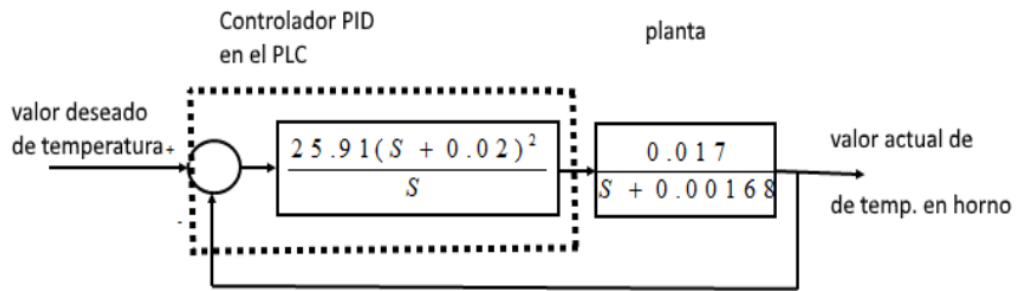 Controlador PID
en el PLC
planta
valor deseado
de temperatura+
25.91(S + 0.02)²
S
0.017
S + 0.00168
valor actual de
de temp. en horno
-